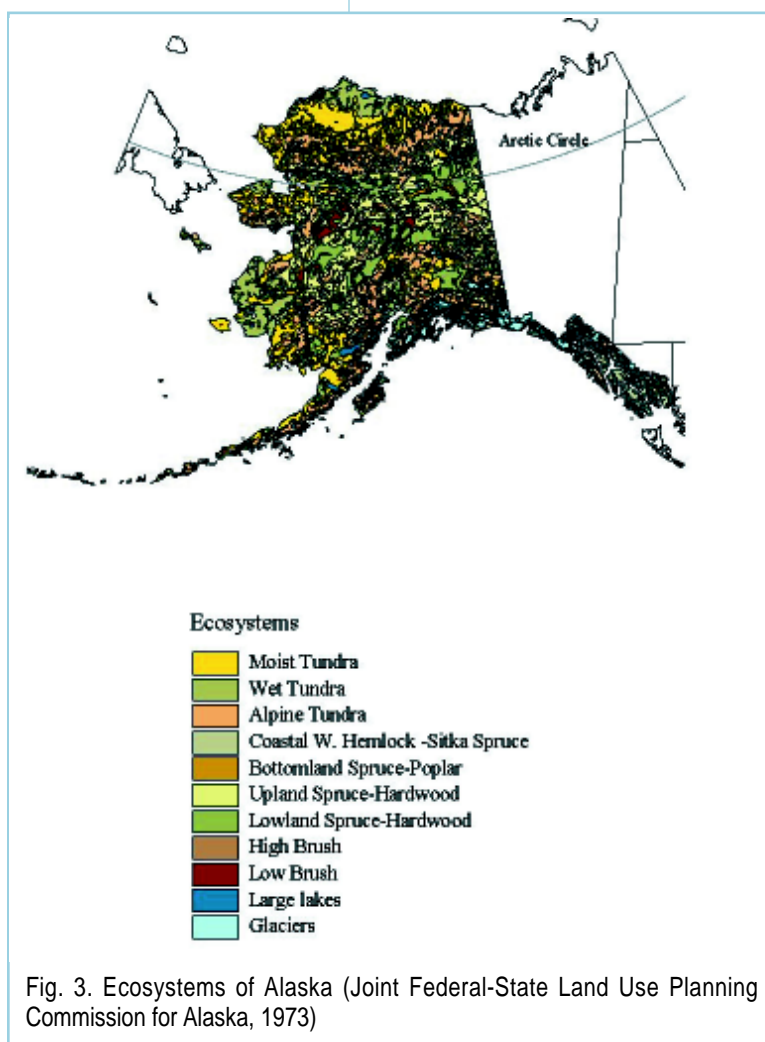 Arctic Circle
Ecosystems
Moist Tundra
Wet Tundra
Alpine Tundra
Coastal W. Hemlock -Sitka Spruce
Bottomland Spruce-Poplar
Upland Spruce-Hardwood
Lowland Spruce-Hardwood
High Brush
Low Brush
Large lakes
Glaciers
Fig. 3. Ecosystems of Alaska (Joint Federal-State Land Use Planning
Commission for Alaska, 1973)